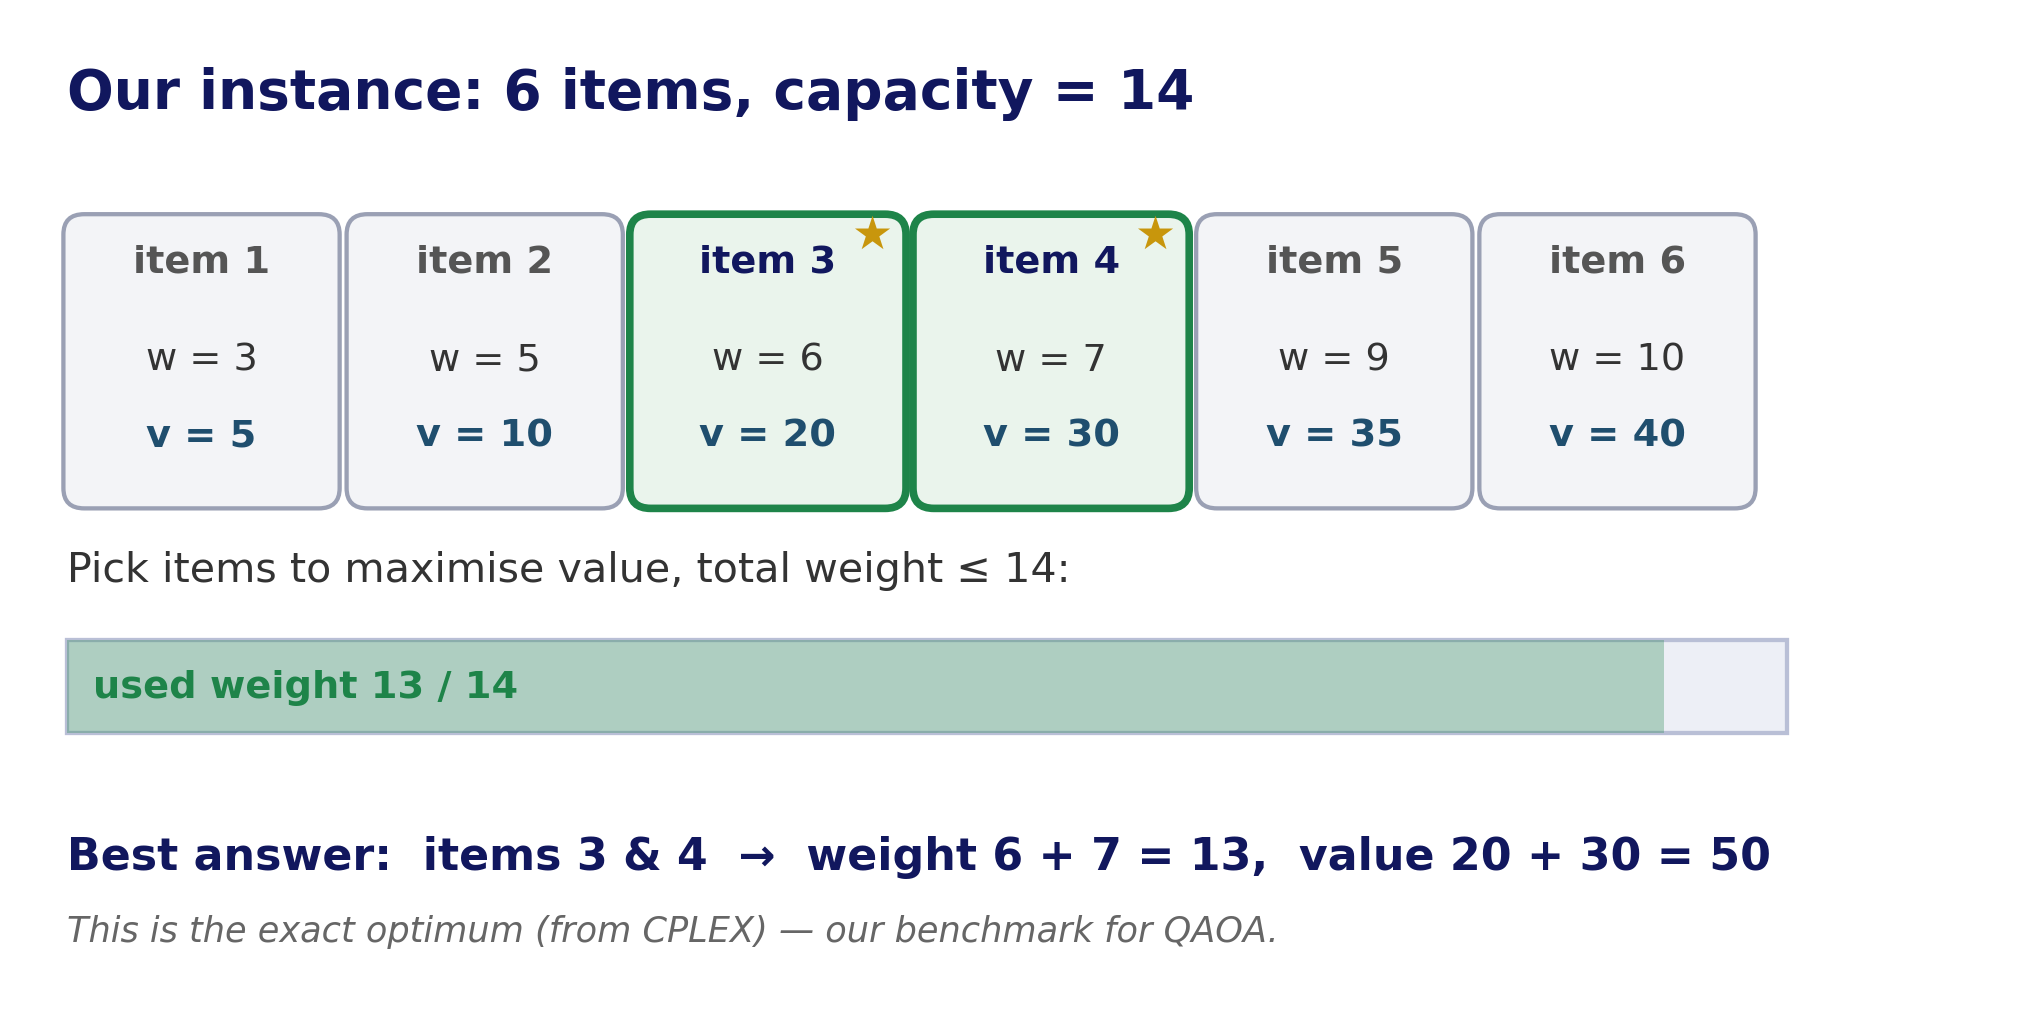 Our instance: 6 items, capacity = 14
item 1 item 2 item 3 item 4 item 5 item 6
w = 3 w = 5 w = 6 w = 7 w = 9 w = 10
v = 5 v = 10 v = 20 v = 30 v = 35 v = 40
Pick items to maximise value, total weight ≤ 14:
used weight 13 / 14
Best answer: items 3 & 4 → weight 6 + 7 = 13, value 20 + 30 = 50
This is the exact optimum (from CPLEX) — our benchmark for QAOA.